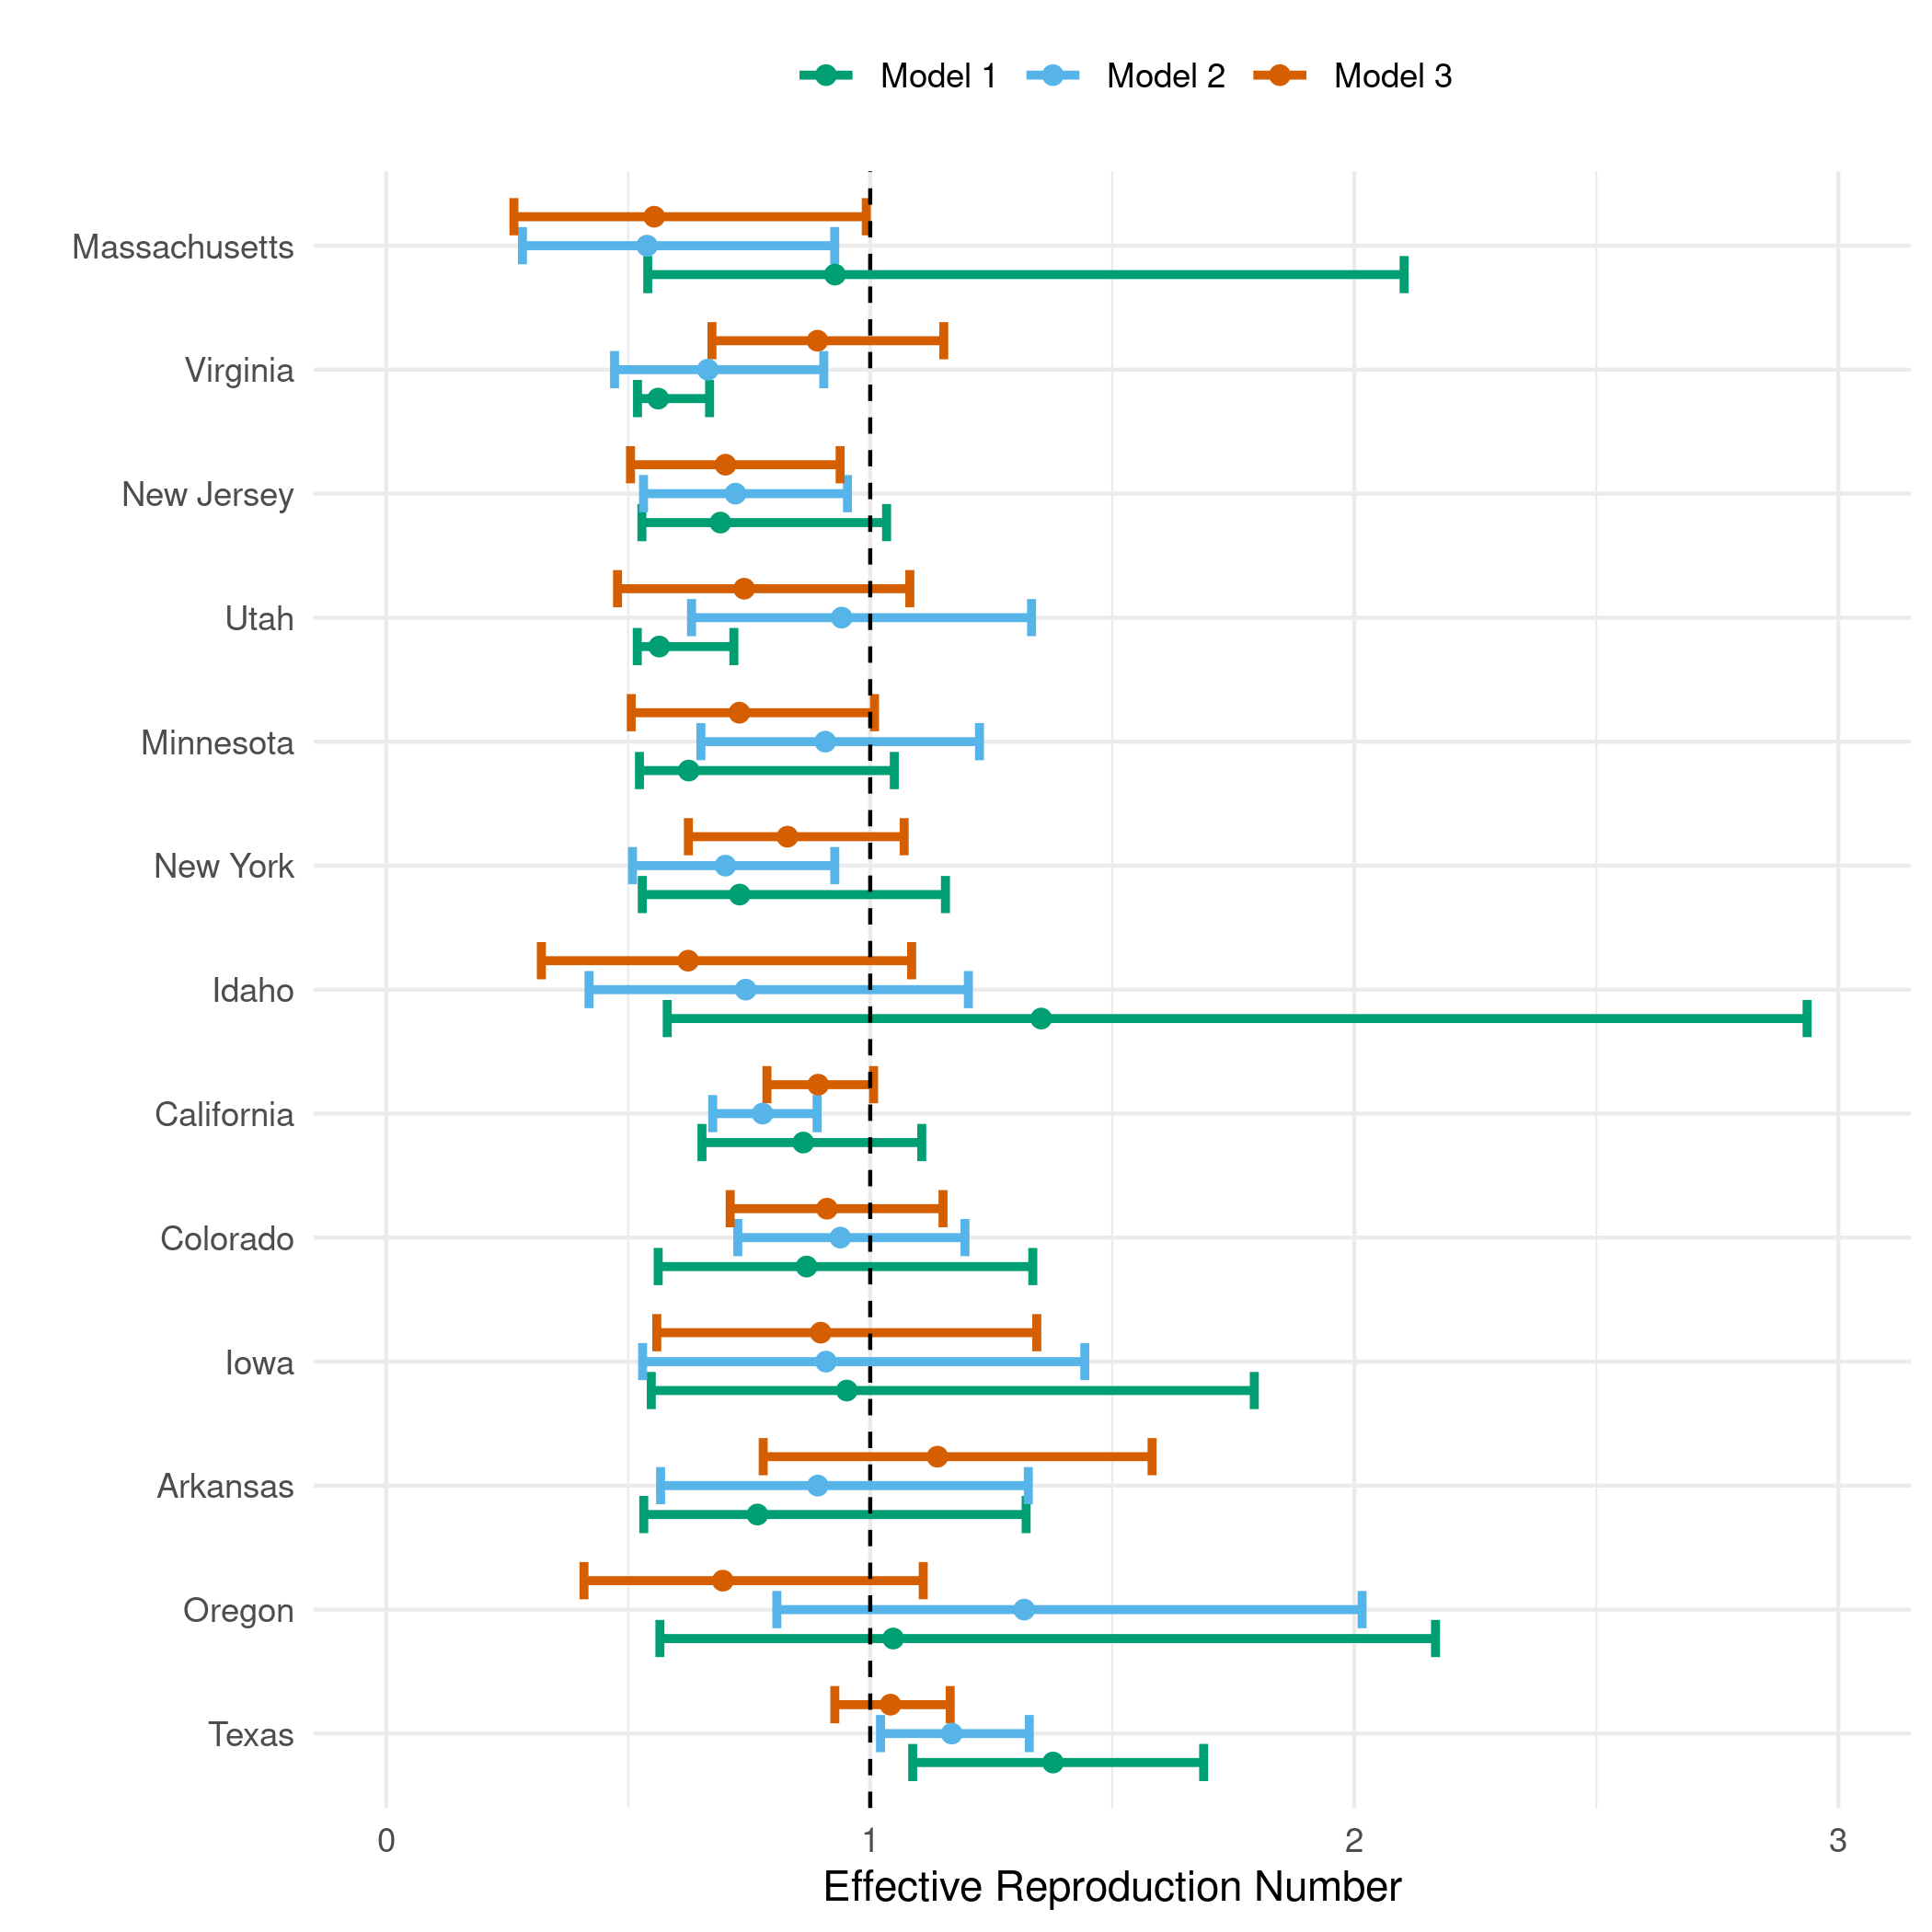 Model 1 Model 2 Model 3
Massachusetts
Virginia
New Jersey
Utah
Minnesota
New York
Idaho
California
Colorado
Iowa
Arkansas
Oregon
Texas
0 1 2 3
Effective Reproduction Number